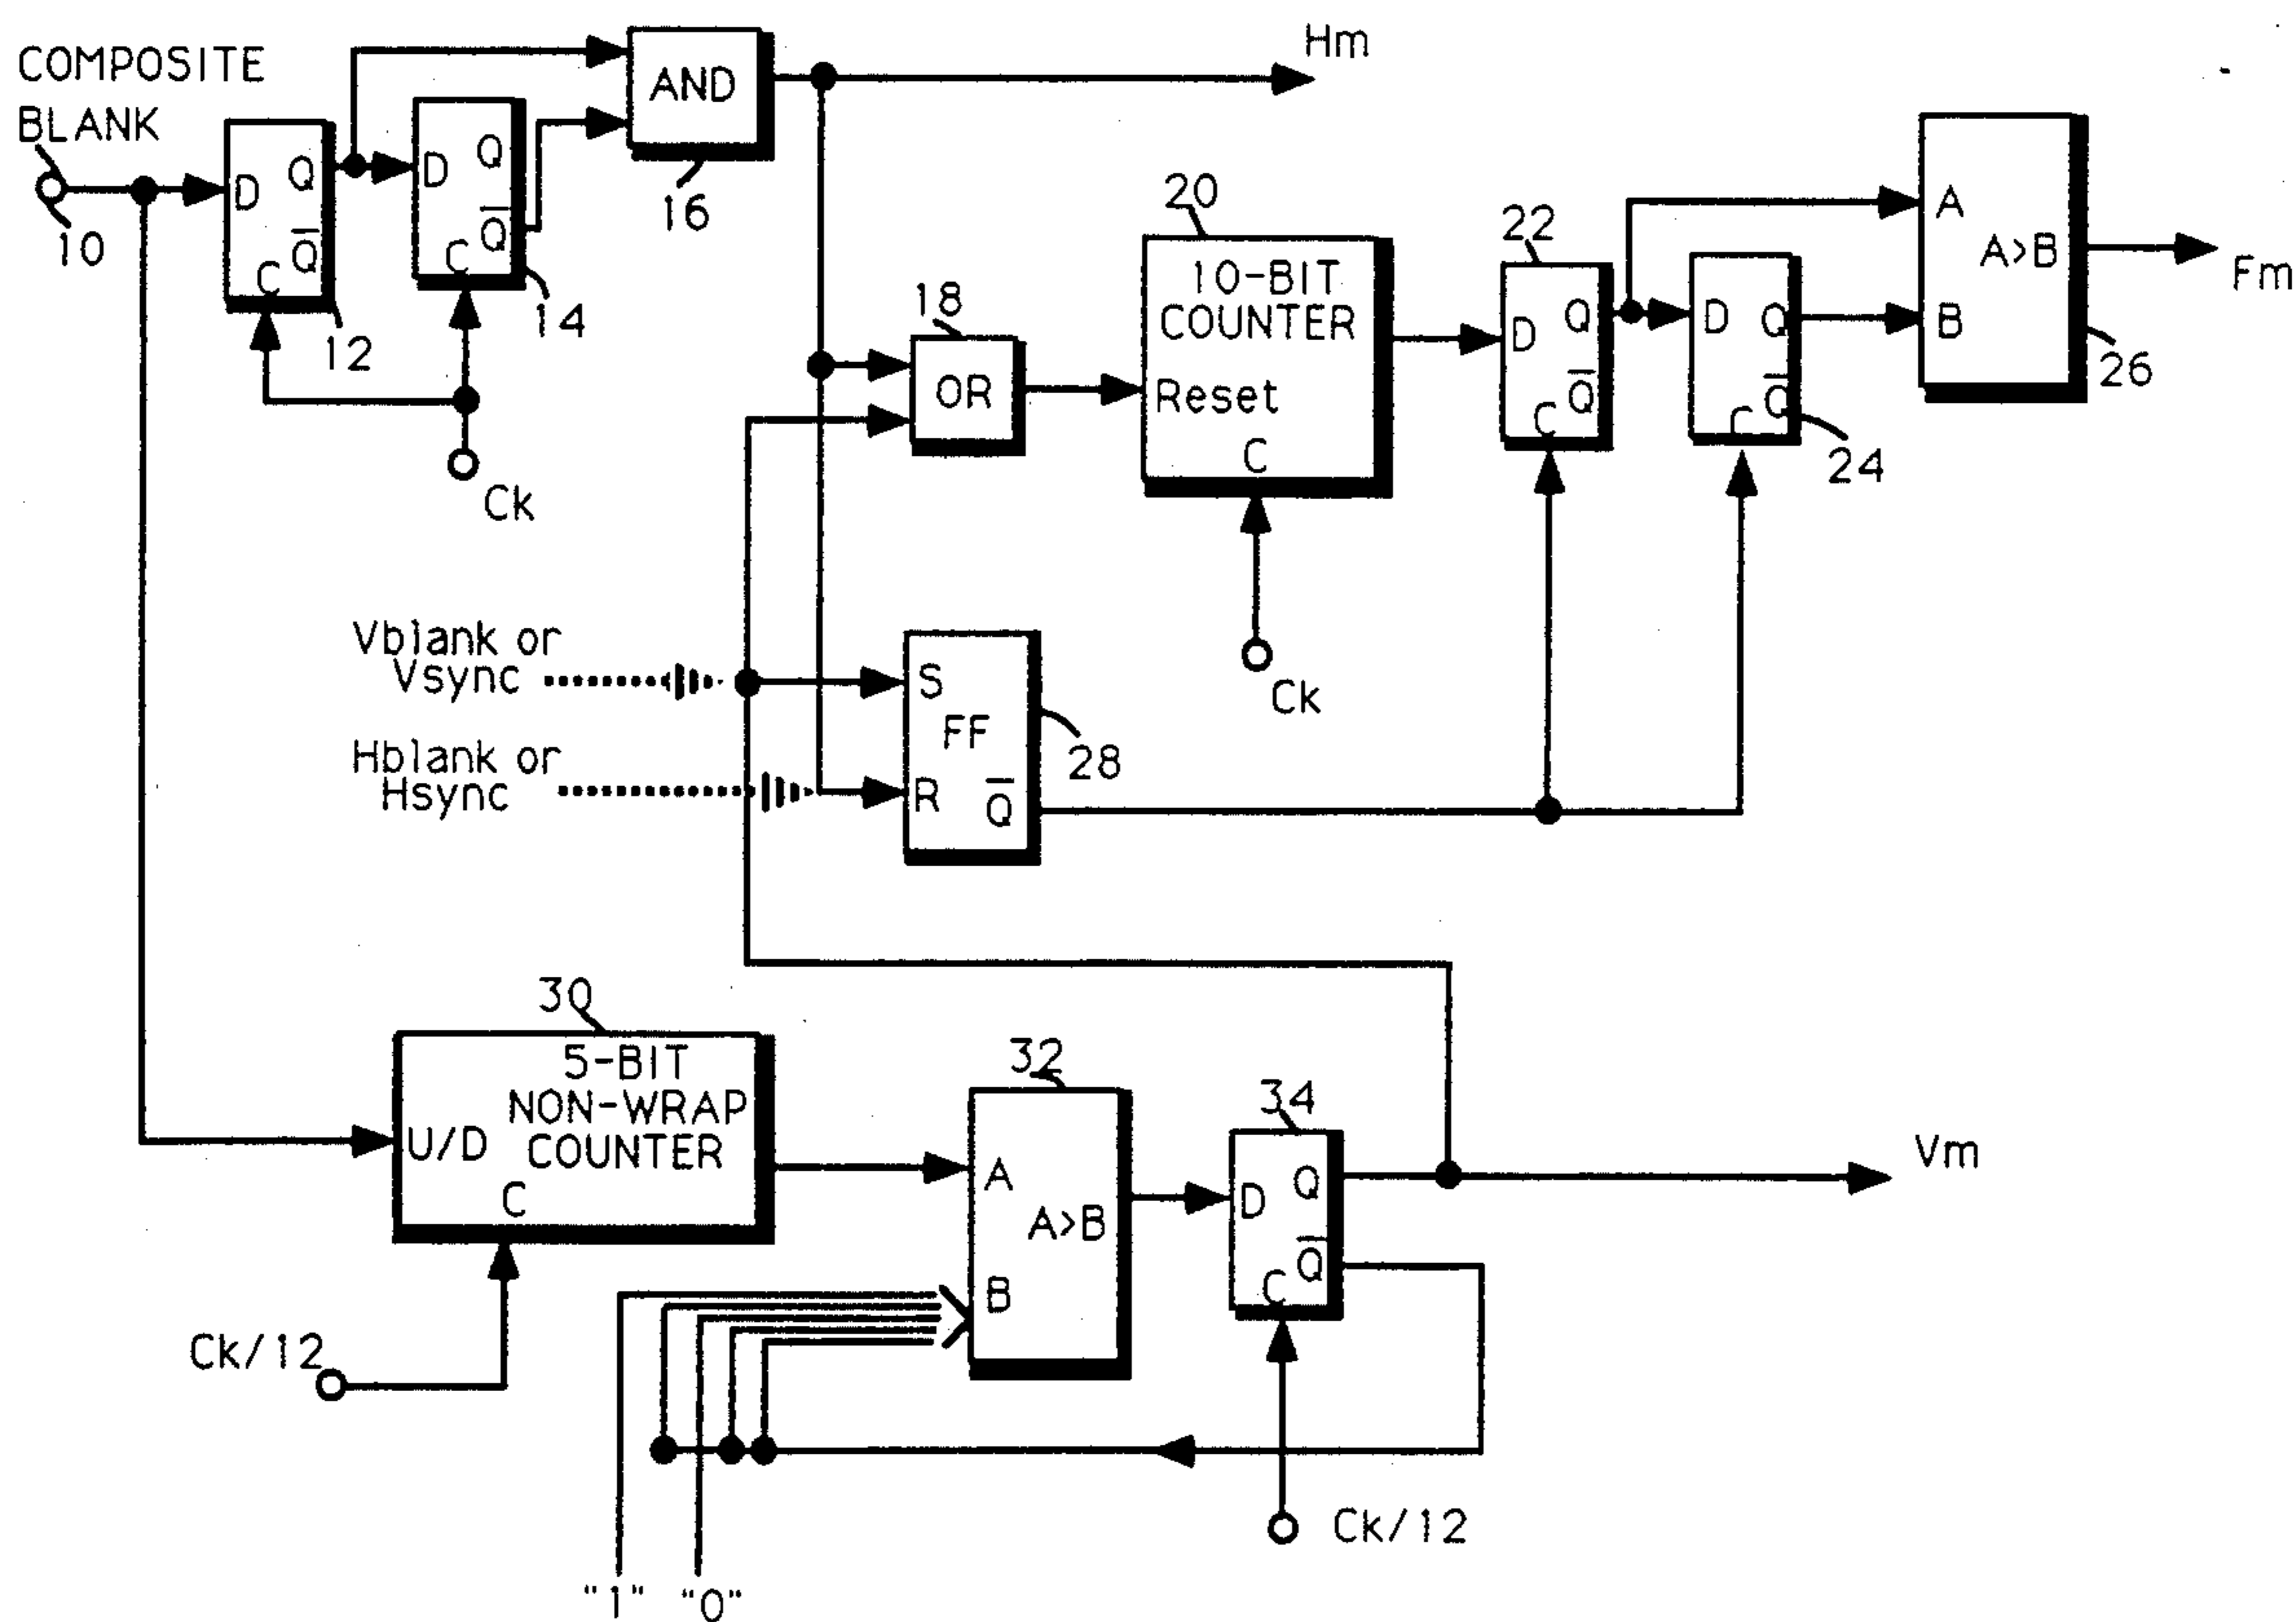 COMPOSITE
BLANK
10
D
Q
Q̅
C
12
D
Q
Q̅
C
14
Ck
AND
16
Hm
18
OR
20
10-BIT
COUNTER
Reset
C
Ck
22
D
Q
Q̅
C
D
Q
Q̅
C
24
A
A>B
B
26
Fm
Vblank or
Vsync
Hblank or
Hsync
S
FF
R
Q̅
28
30
5-BIT
NON-WRAP
U/D COUNTER
C
Ck/12
32
A
A>B
B
34
D
Q
Q̅
C
Vm
Ck/12
"1" "0"